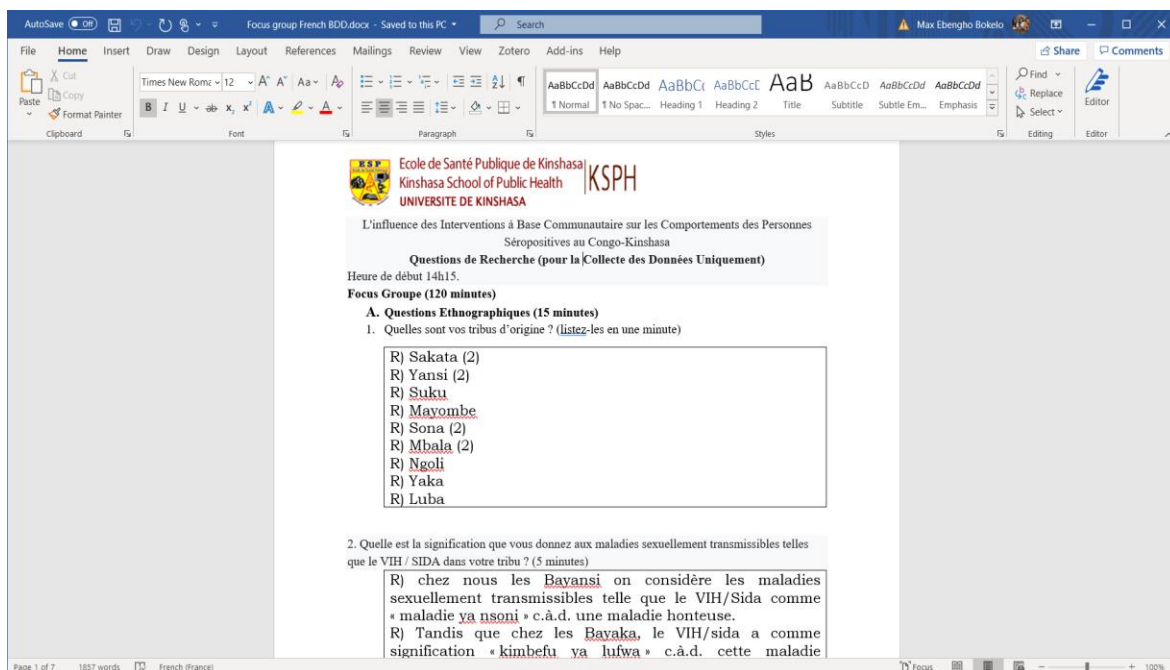 AutoSave Off Focus group French BDD.docx - Saved to this PC Search Max Ebengho Bokelo
File Home Insert Draw Design Layout References Mailings Review View Zotero Add-ins Help Share Comments
Paste
Cut
Copy
Format Painter
Clipboard
Times New Roma 12
Font
Paragraph
AaBbCcDd AaBbCcDd AaBbCc AaBbCcD AaB AaBbCcD AaBbCcDd AaBbCcDd
¶ Normal ¶ No Spac... Heading 1 Heading 2 Title Subtitle Subtle Em... Emphasis
Styles
Find
Replace
Select
Editing
Editor
Editor
ESP
Ecole de Santé Publique de Kinshasa
Kinshasa School of Public Health
UNIVERSITE DE KINSHASA
KSPH
L'influence des Interventions à Base Communautaire sur les Comportements des Personnes
Séropositives au Congo-Kinshasa
Questions de Recherche (pour la Collecte des Données Uniquement)
Heure de début 14h15.
Focus Groupe (120 minutes)
A. Questions Ethnographiques (15 minutes)
1. Quelles sont vos tribus d'origine ? (listez-les en une minute)
R) Sakata (2)
R) Yansi (2)
R) Suku
R) Mayombe
R) Sona (2)
R) Mbala (2)
R) Ngoli
R) Yaka
R) Luba
2. Quelle est la signification que vous donnez aux maladies sexuellement transmissibles telles
que le VIH / SIDA dans votre tribu ? (5 minutes)
R) chez nous les Bayansi on considère les maladies
sexuellement transmissibles telle que le VIH/Sida comme
« maladie ya nsoni » c.à.d. une maladie honteuse.
R) Tandis que chez les Bayaka, le VIH/sida a comme
signification « kimbefu ya lufwa » c.à.d. cette maladie
Page 1 of 7 1857 words French (France) Focus 100%